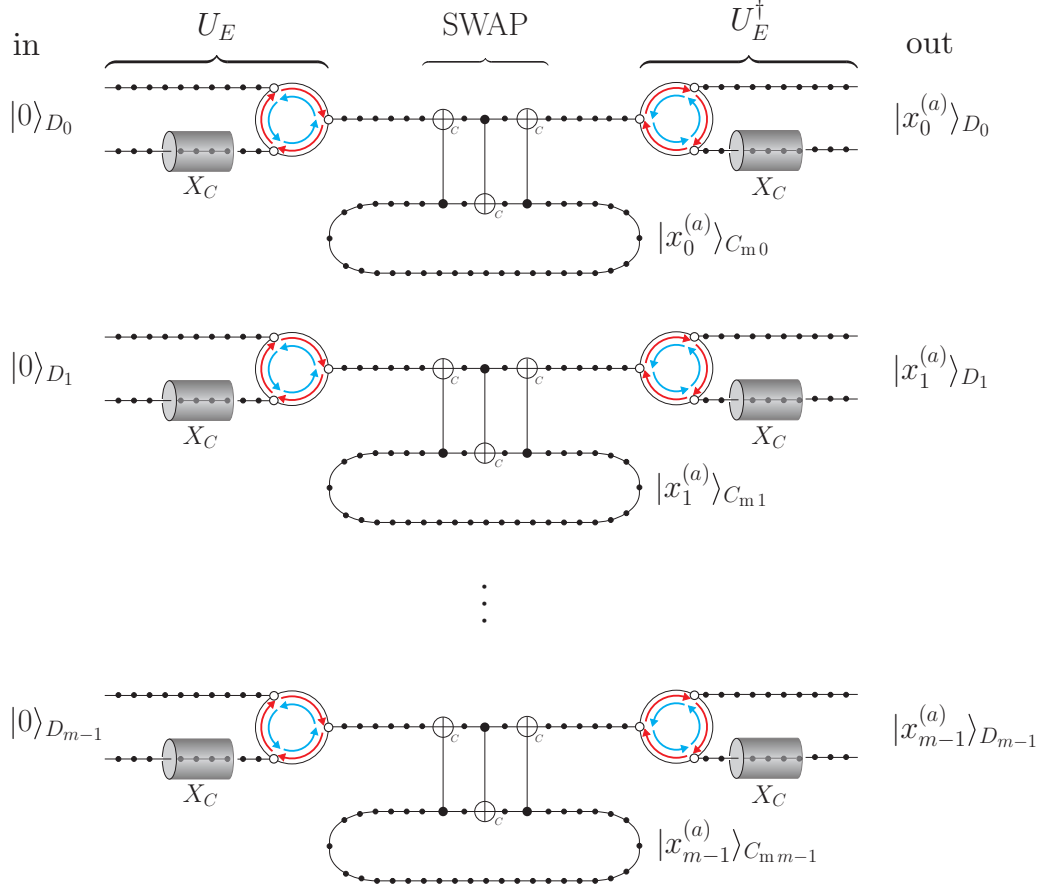 in U_E SWAP U_E^† out
|0⟩_{D_0} |x_0^{(a)}⟩_{D_0}
X_C C C X_C
C
|x_0^{(a)}⟩_{C_{m 0}}
|0⟩_{D_1} |x_1^{(a)}⟩_{D_1}
X_C C C X_C
C
|x_1^{(a)}⟩_{C_{m 1}}
⋮
|0⟩_{D_{m−1}} |x_{m−1}^{(a)}⟩_{D_{m−1}}
X_C C C X_C
C
|x_{m−1}^{(a)}⟩_{C_{m m−1}}